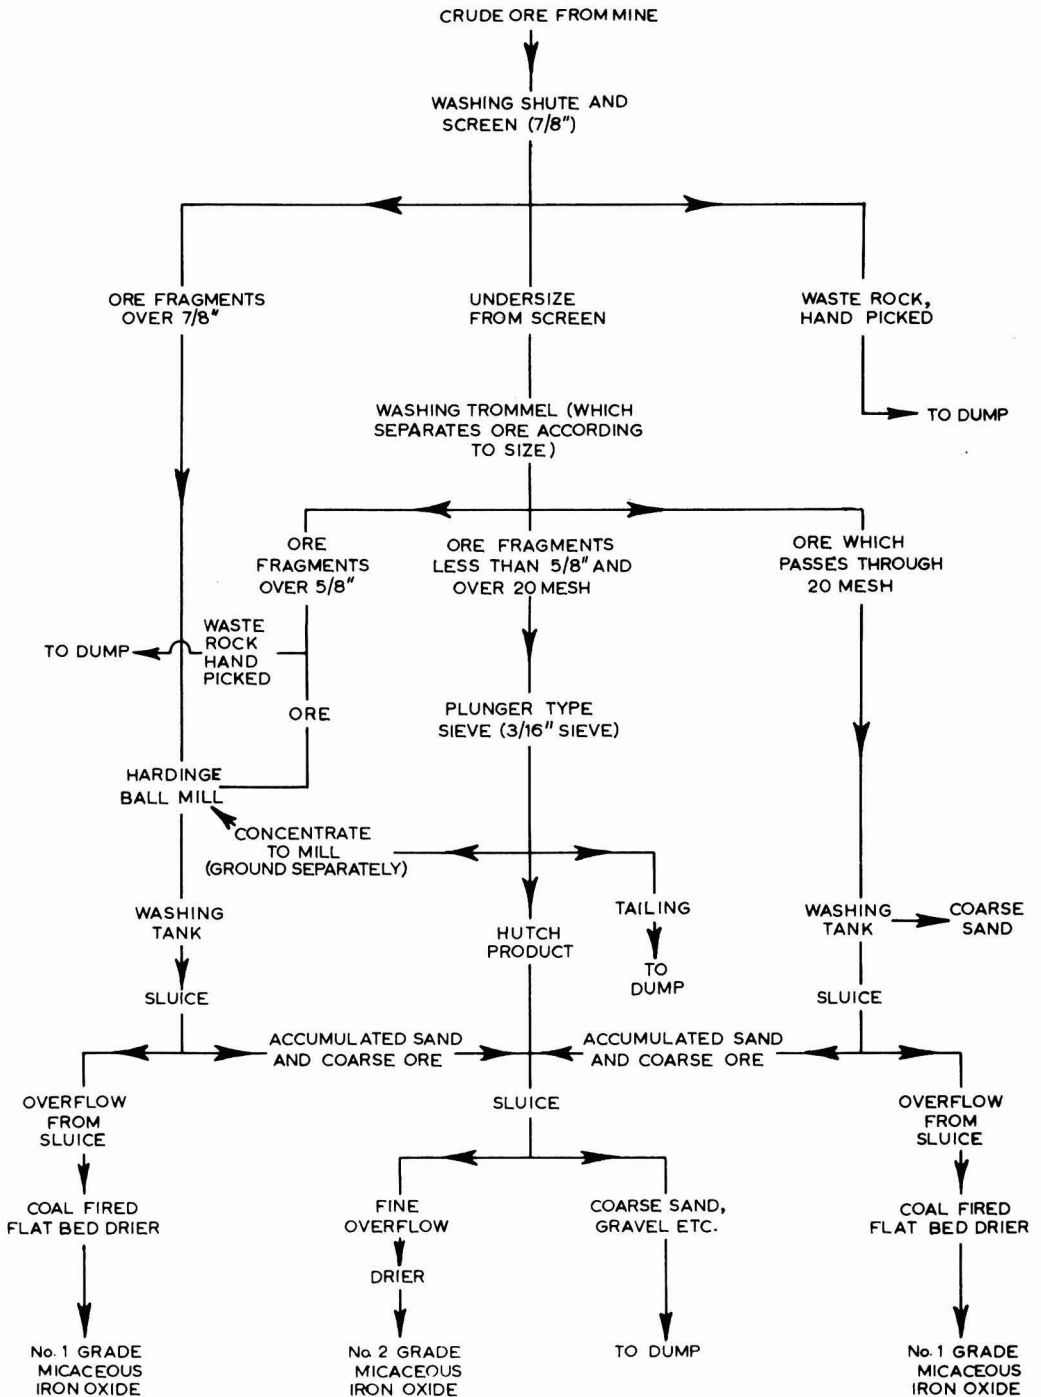 CRUDE ORE FROM MINE
WASHING SHUTE AND
SCREEN (7/8")
ORE FRAGMENTS
OVER 7/8"
UNDERSIZE
FROM SCREEN
WASTE ROCK,
HAND PICKED
TO DUMP
WASHING TROMMEL (WHICH
SEPARATES ORE ACCORDING
TO SIZE)
ORE
FRAGMENTS
OVER 5/8"
ORE FRAGMENTS
LESS THAN 5/8" AND
OVER 20 MESH
ORE WHICH
PASSES THROUGH
20 MESH
TO DUMP
WASTE
ROCK
HAND
PICKED
ORE
PLUNGER TYPE
SIEVE (3/16" SIEVE)
HARDINGE
BALL MILL
CONCENTRATE
TO MILL
(GROUND SEPARATELY)
WASHING
TANK
HUTCH
PRODUCT
TAILING
TO
DUMP
WASHING
TANK
COARSE
SAND
SLUICE
SLUICE
ACCUMULATED SAND
AND COARSE ORE
ACCUMULATED SAND
AND COARSE ORE
OVERFLOW
FROM
SLUICE
SLUICE
OVERFLOW
FROM
SLUICE
COAL FIRED
FLAT BED DRIER
FINE
OVERFLOW
COARSE SAND,
GRAVEL ETC.
COAL FIRED
FLAT BED DRIER
DRIER
No. 1 GRADE
MICACEOUS
IRON OXIDE
No. 2 GRADE
MICACEOUS
IRON OXIDE
TO DUMP
No. 1 GRADE
MICACEOUS
IRON OXIDE